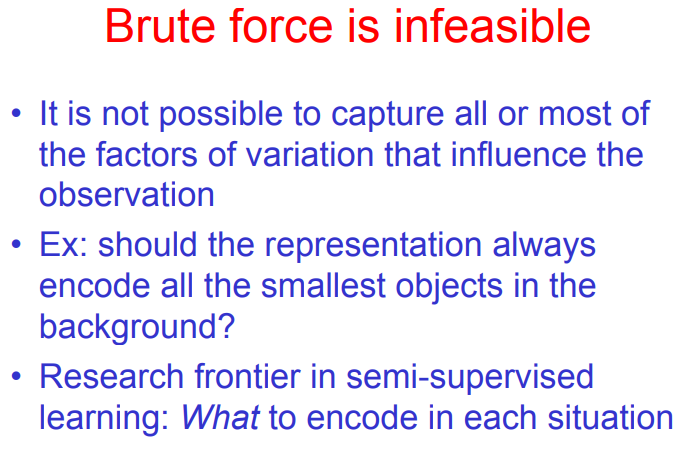 Brute force is infeasible
• It is not possible to capture all or most of
the factors of variation that influence the
observation
• Ex: should the representation always
encode all the smallest objects in the
background?
• Research frontier in semi-supervised
learning: What to encode in each situation